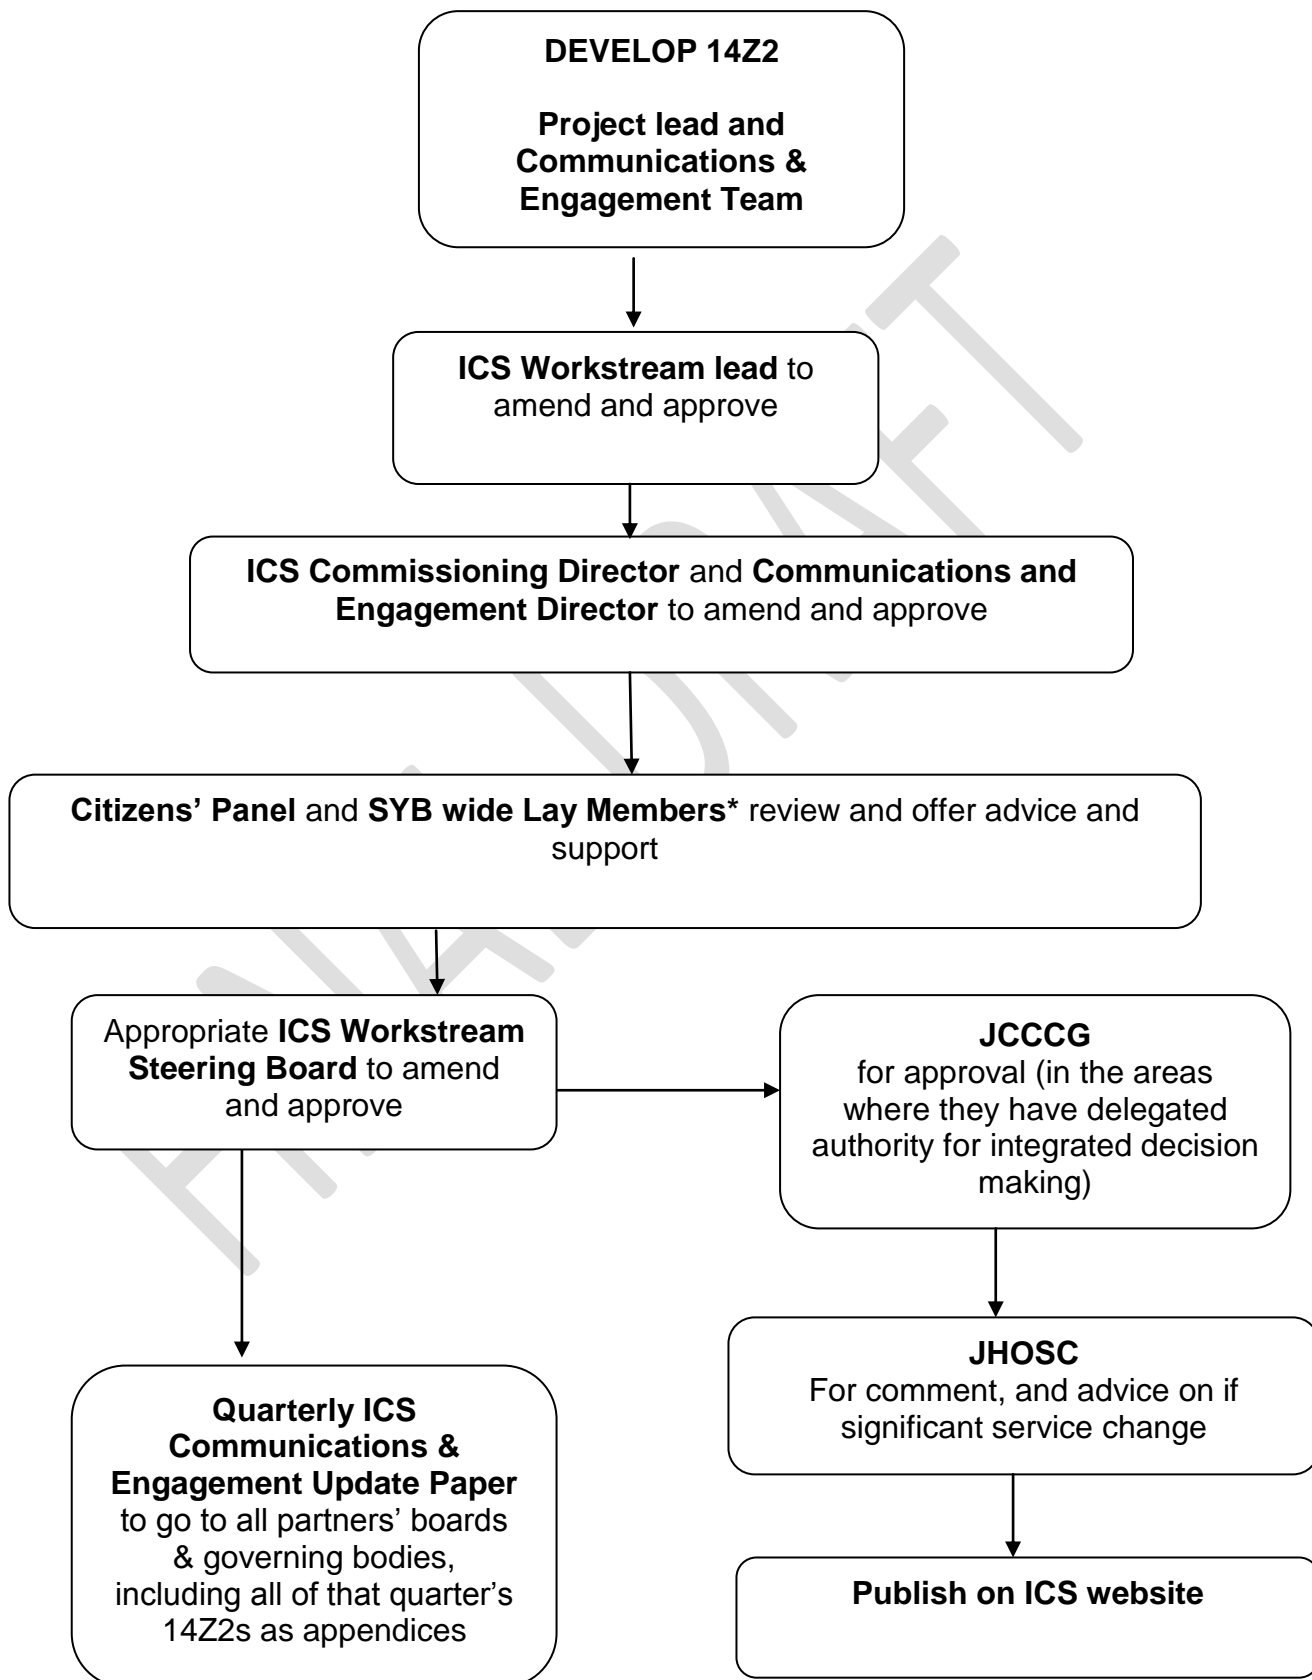 DEVELOP 14Z2
Project lead and
Communications &
Engagement Team
ICS Workstream lead to
amend and approve
ICS Commissioning Director and Communications and
Engagement Director to amend and approve
Citizens’ Panel and SYB wide Lay Members* review and offer advice and
support
Appropriate ICS Workstream
Steering Board to amend
and approve
JCCCG
for approval (in the areas
where they have delegated
authority for integrated decision
making)
JHOSC
For comment, and advice on if
significant service change
Quarterly ICS
Communications &
Engagement Update Paper
to go to all partners’ boards
& governing bodies,
including all of that quarter’s
14Z2s as appendices
Publish on ICS website
FINAL DRAFT